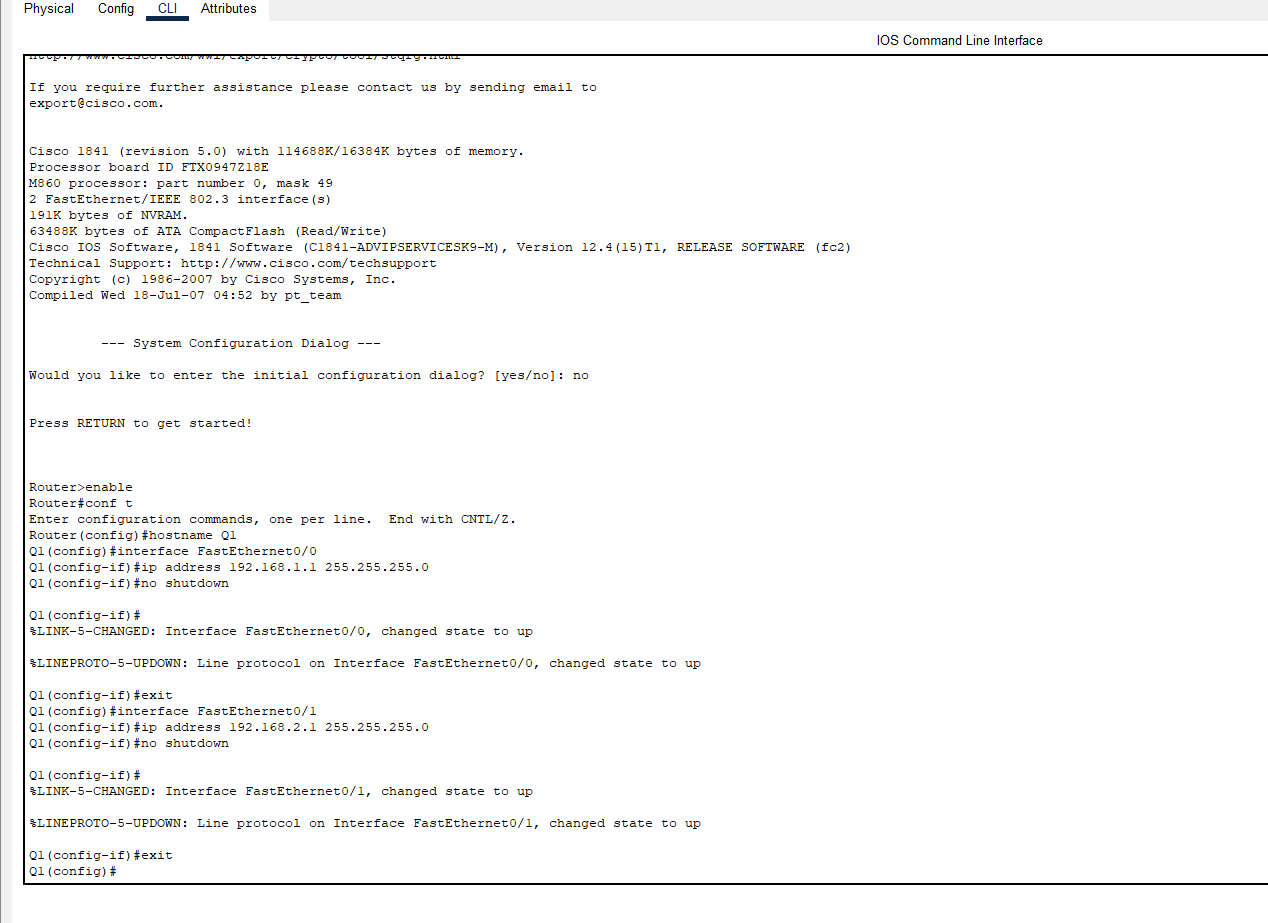 Physical Config CLI Attributes
IOS Command Line Interface
http://www.cisco.com/wwl/export/crypto/tool/stqrg.html
If you require further assistance please contact us by sending email to
export@cisco.com.
Cisco 1841 (revision 5.0) with 114688K/16384K bytes of memory.
Processor board ID FTX0947Z18E
M860 processor: part number 0, mask 49
2 FastEthernet/IEEE 802.3 interface(s)
191K bytes of NVRAM.
63488K bytes of ATA CompactFlash (Read/Write)
Cisco IOS Software, 1841 Software (C1841-ADVIPSERVICESK9-M), Version 12.4(15)T1, RELEASE SOFTWARE (fc2)
Technical Support: http://www.cisco.com/techsupport
Copyright (c) 1986-2007 by Cisco Systems, Inc.
Compiled Wed 18-Jul-07 04:52 by pt_team
--- System Configuration Dialog ---
Would you like to enter the initial configuration dialog? [yes/no]: no
Press RETURN to get started!
Router>enable
Router#conf t
Enter configuration commands, one per line.  End with CNTL/Z.
Router(config)#hostname Q1
Q1(config)#interface FastEthernet0/0
Q1(config-if)#ip address 192.168.1.1 255.255.255.0
Q1(config-if)#no shutdown
Q1(config-if)#
%LINK-5-CHANGED: Interface FastEthernet0/0, changed state to up
%LINEPROTO-5-UPDOWN: Line protocol on Interface FastEthernet0/0, changed state to up
Q1(config-if)#exit
Q1(config)#interface FastEthernet0/1
Q1(config-if)#ip address 192.168.2.1 255.255.255.0
Q1(config-if)#no shutdown
Q1(config-if)#
%LINK-5-CHANGED: Interface FastEthernet0/1, changed state to up
%LINEPROTO-5-UPDOWN: Line protocol on Interface FastEthernet0/1, changed state to up
Q1(config-if)#exit
Q1(config)#